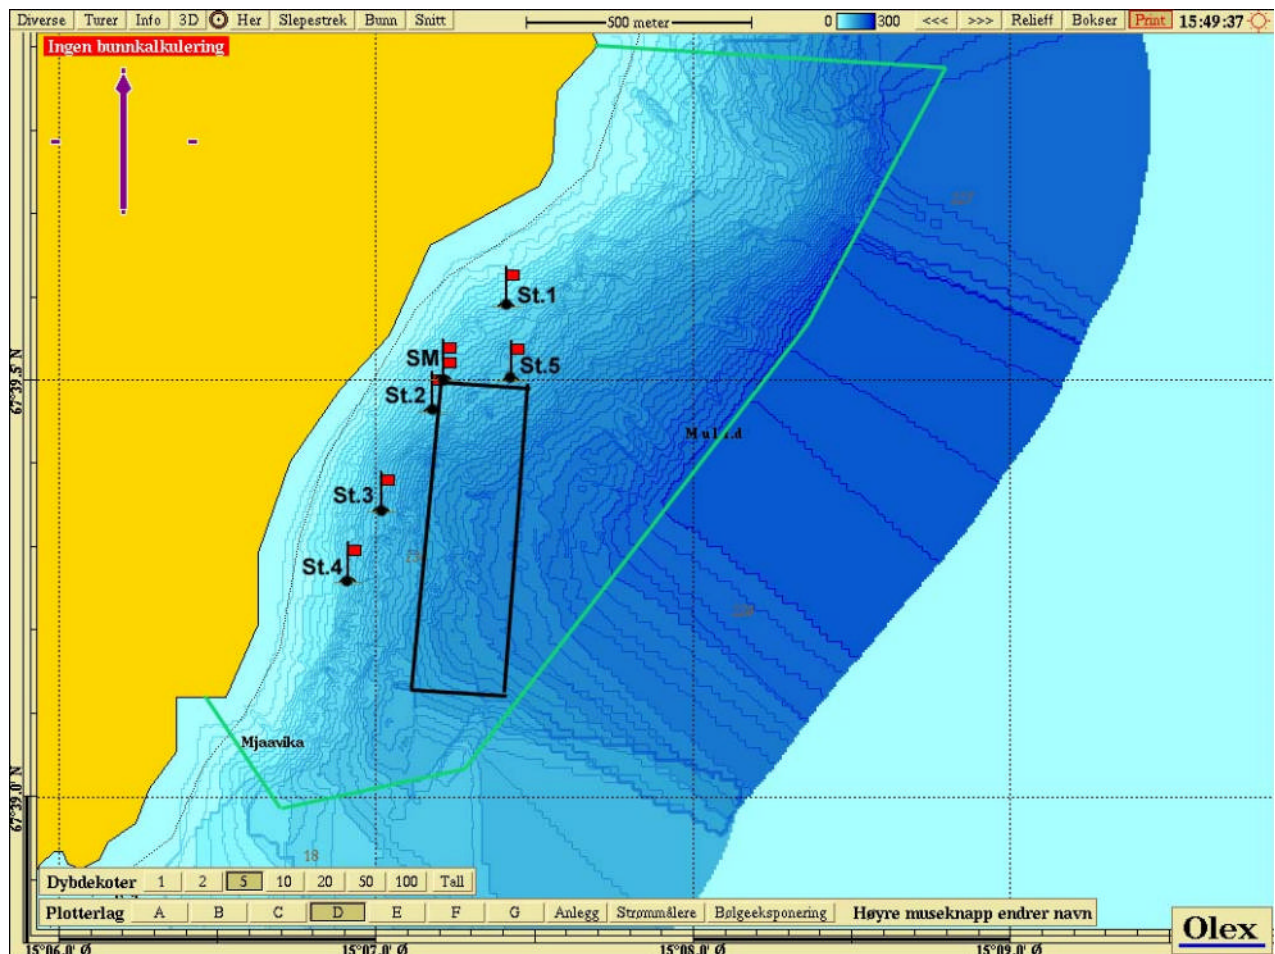 Diverse Turer Info 3D Her Slepestrek Bunn Snitt 500 meter 0 300 <<< >>> Relieff Bokser Print 15:49:37
Ingen bunnkalkulering
St.1
SM
St.5
67°39.5' N
St.2
St.3
St.4
Mjaavika
67°39.0' N
18
Dybdekoter 1 2 5 10 20 50 100 Tall
Plotterlag A B C D E F G Anlegg Strømmålere Bølgeeksponering Høyre museknapp endrer navn
Olex
15°06.0' Ø 15°07.0' Ø 15°08.0' Ø 15°09.0' Ø